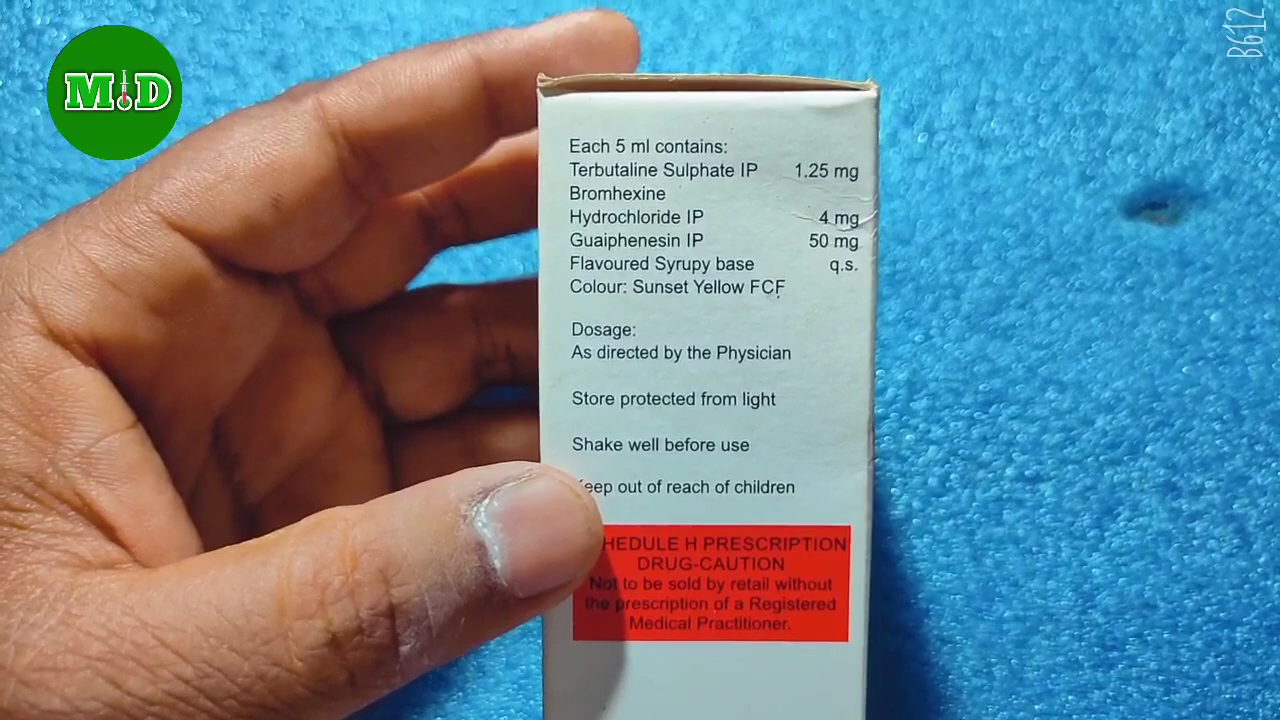 M D
B612
Each 5 ml contains:
Terbutaline Sulphate IP 1.25 mg
Bromhexine
Hydrochloride IP 4 mg
Guaiphenesin IP 50 mg
Flavoured Syrupy base q.s.
Colour: Sunset Yellow FCF
Dosage:
As directed by the Physician
Store protected from light
Shake well before use
Keep out of reach of children
HEDULE H PRESCRIPTION
DRUG-CAUTION
Not to be sold by retail without
the prescription of a Registered
Medical Practitioner.